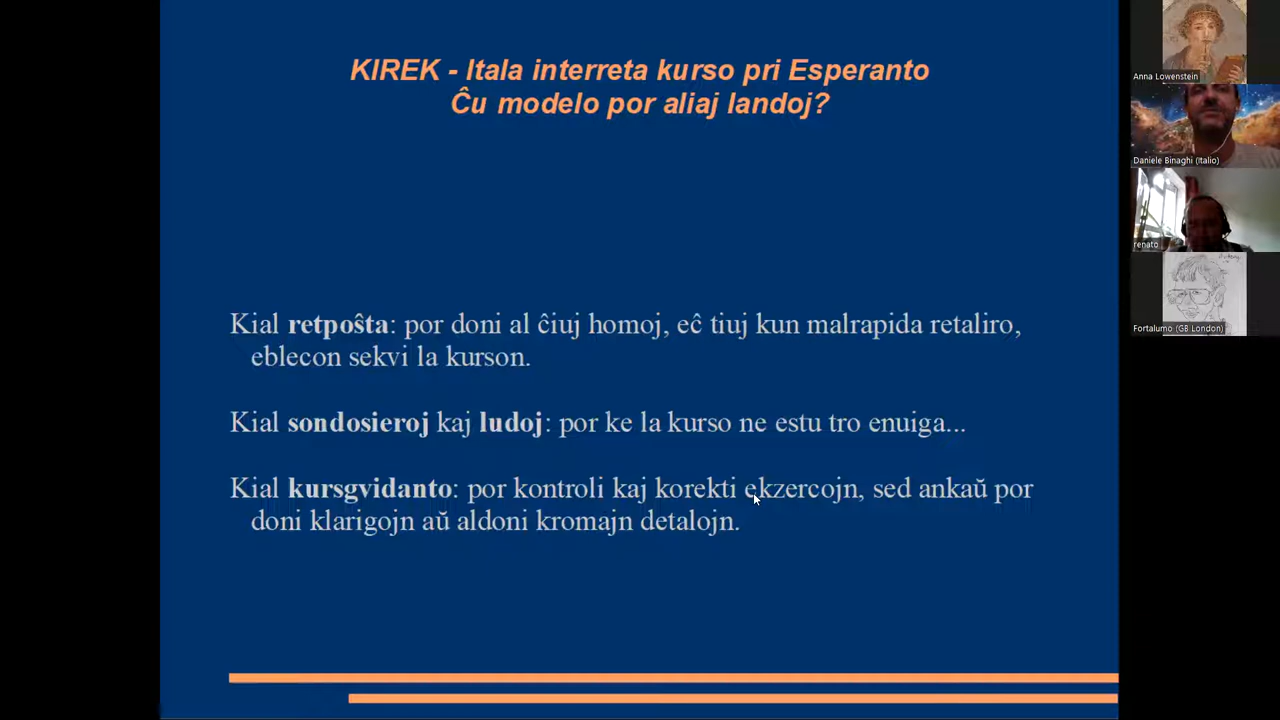 KIREK - Itala interreta kurso pri Esperanto
Ĉu modelo por aliaj landoj?
Kial retpoŝta: por doni al ĉiuj homoj, eĉ tiuj kun malrapida retaliro,
eblecon sekvi la kurson.
Kial sondosieroj kaj ludoj: por ke la kurso ne estu tro enuiga...
Kial kursgvidanto: por kontroli kaj korekti ekzercojn, sed ankaŭ por
doni klarigojn aŭ aldoni kromajn detalojn.
Anna Lowenstein
Daniele Binaghi (Italio)
renato
Fortalumo (GB London)